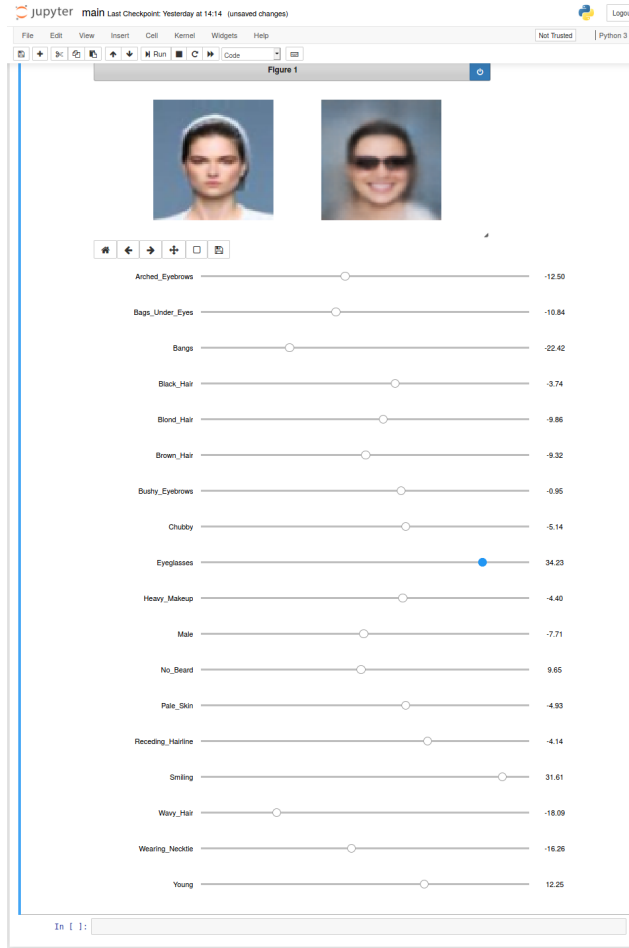 jupyter main Last Checkpoint: Yesterday at 14:14 (unsaved changes)
File Edit View Insert Cell Kernel Widgets Help Not Trusted Python 3
Run Code
Figure 1
Arched_Eyebrows -12.50
Bags_Under_Eyes -10.84
Bangs -22.42
Black_Hair -3.74
Blond_Hair -9.86
Brown_Hair -9.32
Bushy_Eyebrows -0.95
Chubby -5.14
Eyeglasses 34.23
Heavy_Makeup -4.40
Male -7.71
No_Beard 9.65
Pale_Skin -4.93
Receding_Hairline -4.14
Smiling 31.61
Wavy_Hair -18.09
Wearing_Necktie -16.26
Young 12.25
In [ ]: